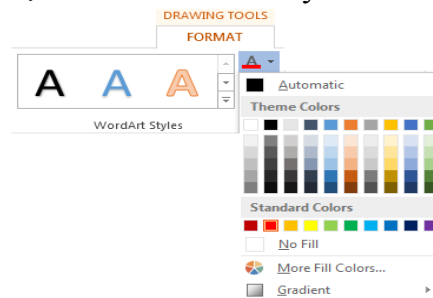 DRAWING TOOLS
FORMAT
A A A
A
WordArt Styles
Automatic
Theme Colors
Standard Colors
No Fill
More Fill Colors...
Gradient